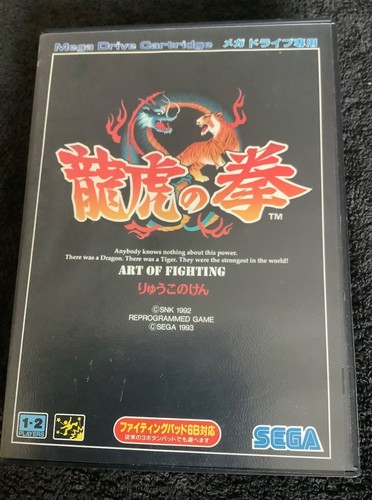 Mega Drive Cartridge メガドライブ専用
龍虎の拳
TM
Anybody knows nothing about this power.
There was a Dragon. There was a Tiger. They were the strongest in the world!
ART OF FIGHTING
りゅうこのけん
©SNK 1992
REPROGRAMMED GAME
©SEGA 1993
1-2
PLAYERS
ファイティングパッド6B対応
従来の3ボタンパッドでも遊べます
SEGA